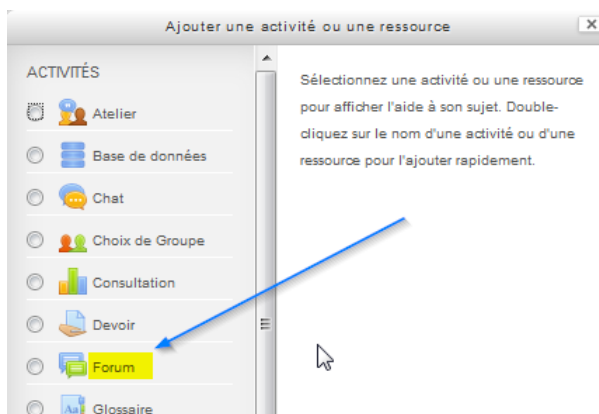 Ajouter une activité ou une ressource
ACTIVITÉS
Atelier
Base de données
Chat
Choix de Groupe
Consultation
Devoir
Forum
Glossaire
Sélectionnez une activité ou une ressource
pour afficher l'aide à son sujet. Double-
cliquez sur le nom d'une activité ou d'une
ressource pour l'ajouter rapidement.